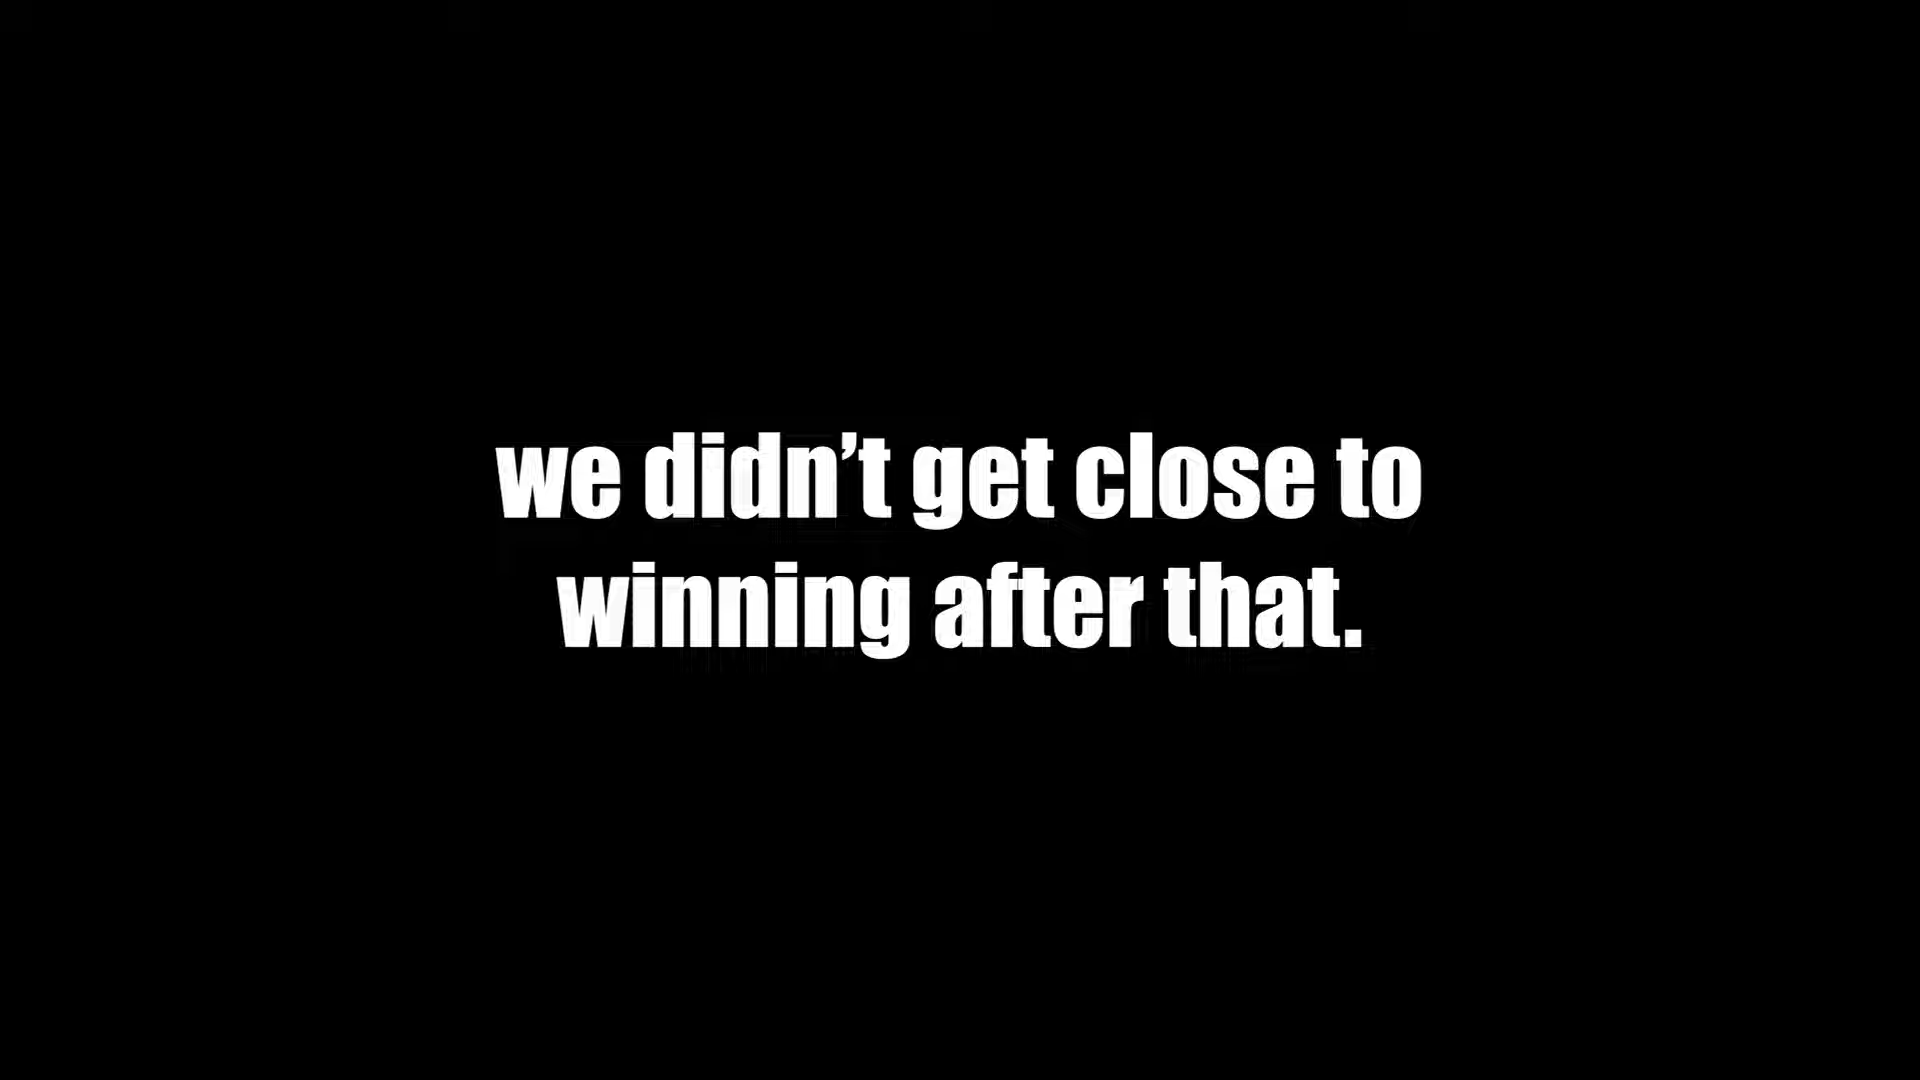 we didn’t get close to
winning after that.